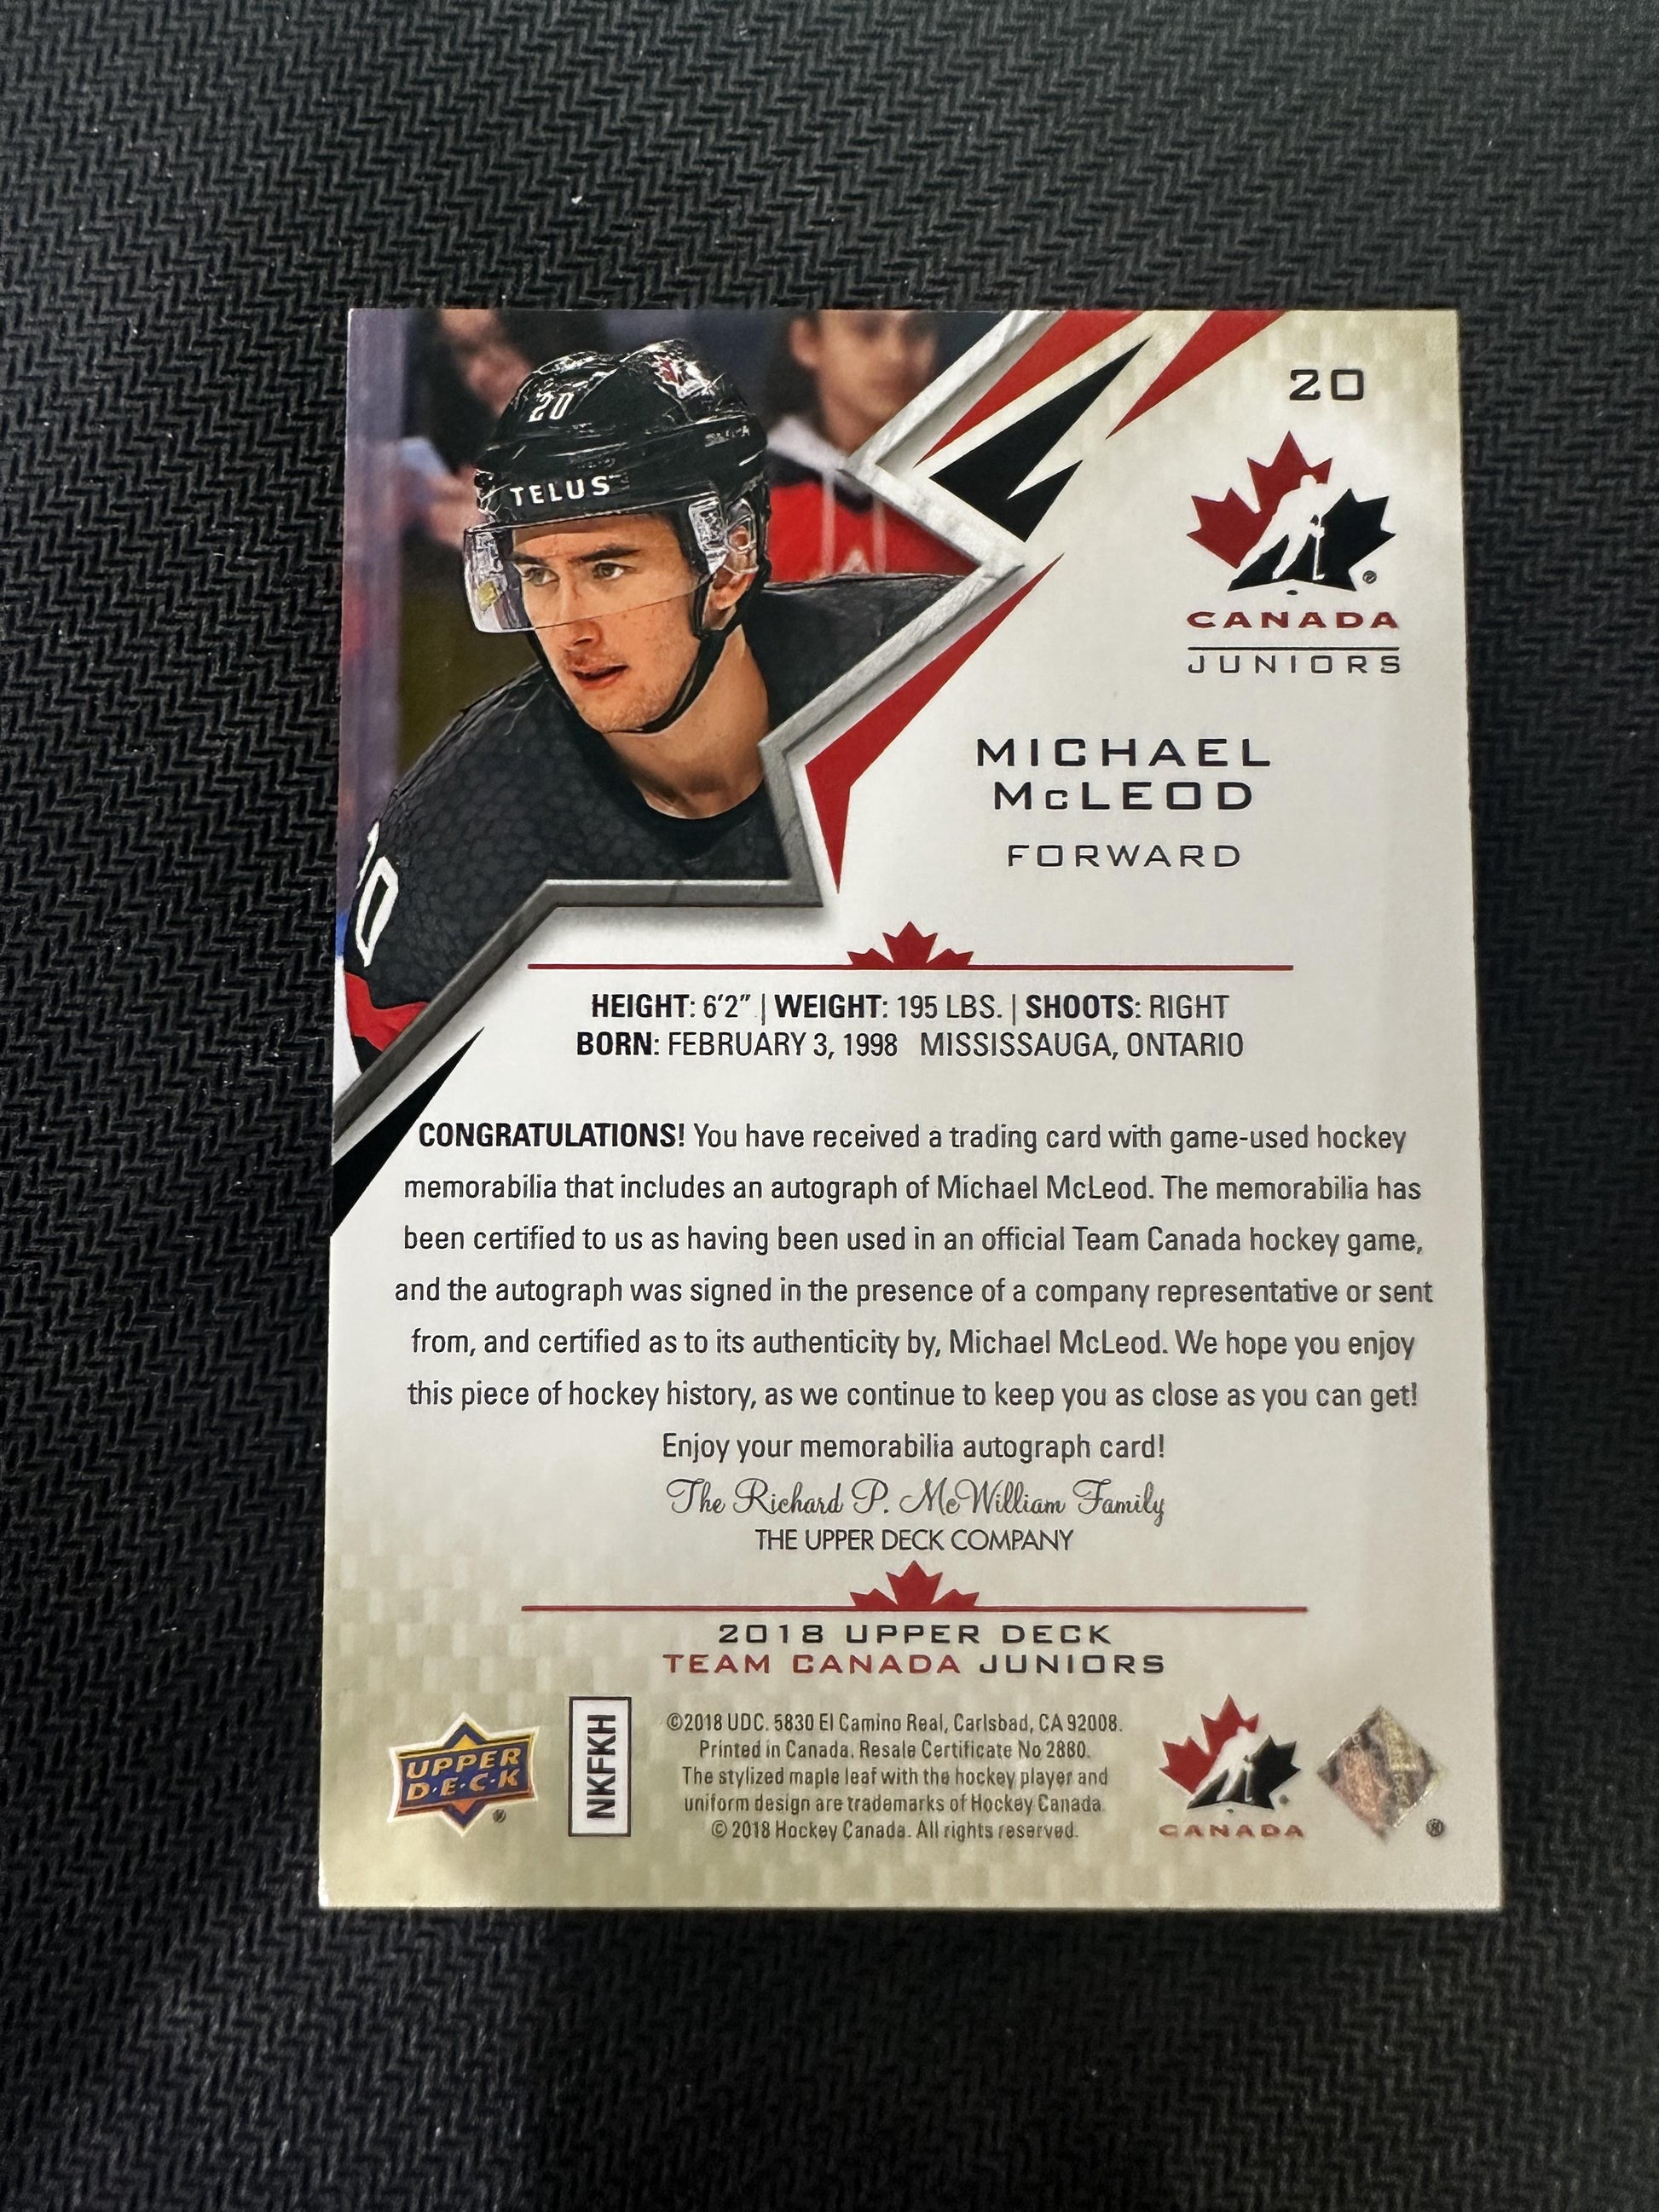 20
20
TELUS
CANADA
JUNIORS
MICHAEL
McLEOD
FORWARD
20
HEIGHT: 6'2" | WEIGHT: 195 LBS. | SHOOTS: RIGHT
BORN: FEBRUARY 3, 1998 MISSISSAUGA, ONTARIO
CONGRATULATIONS! You have received a trading card with game-used hockey
memorabilia that includes an autograph of Michael McLeod. The memorabilia has
been certified to us as having been used in an official Team Canada hockey game,
and the autograph was signed in the presence of a company representative or sent
from, and certified as to its authenticity by, Michael McLeod. We hope you enjoy
this piece of hockey history, as we continue to keep you as close as you can get!
Enjoy your memorabilia autograph card!
The Richard P. McWilliam Family
THE UPPER DECK COMPANY
2018 UPPER DECK
TEAM CANADA JUNIORS
UPPER
D·E·C·K
NKFKH
©2018 UDC. 5830 El Camino Real, Carlsbad, CA 92008.
Printed in Canada. Resale Certificate No 2880.
The stylized maple leaf with the hockey player and
uniform design are trademarks of Hockey Canada.
© 2018 Hockey Canada. All rights reserved.
CANADA